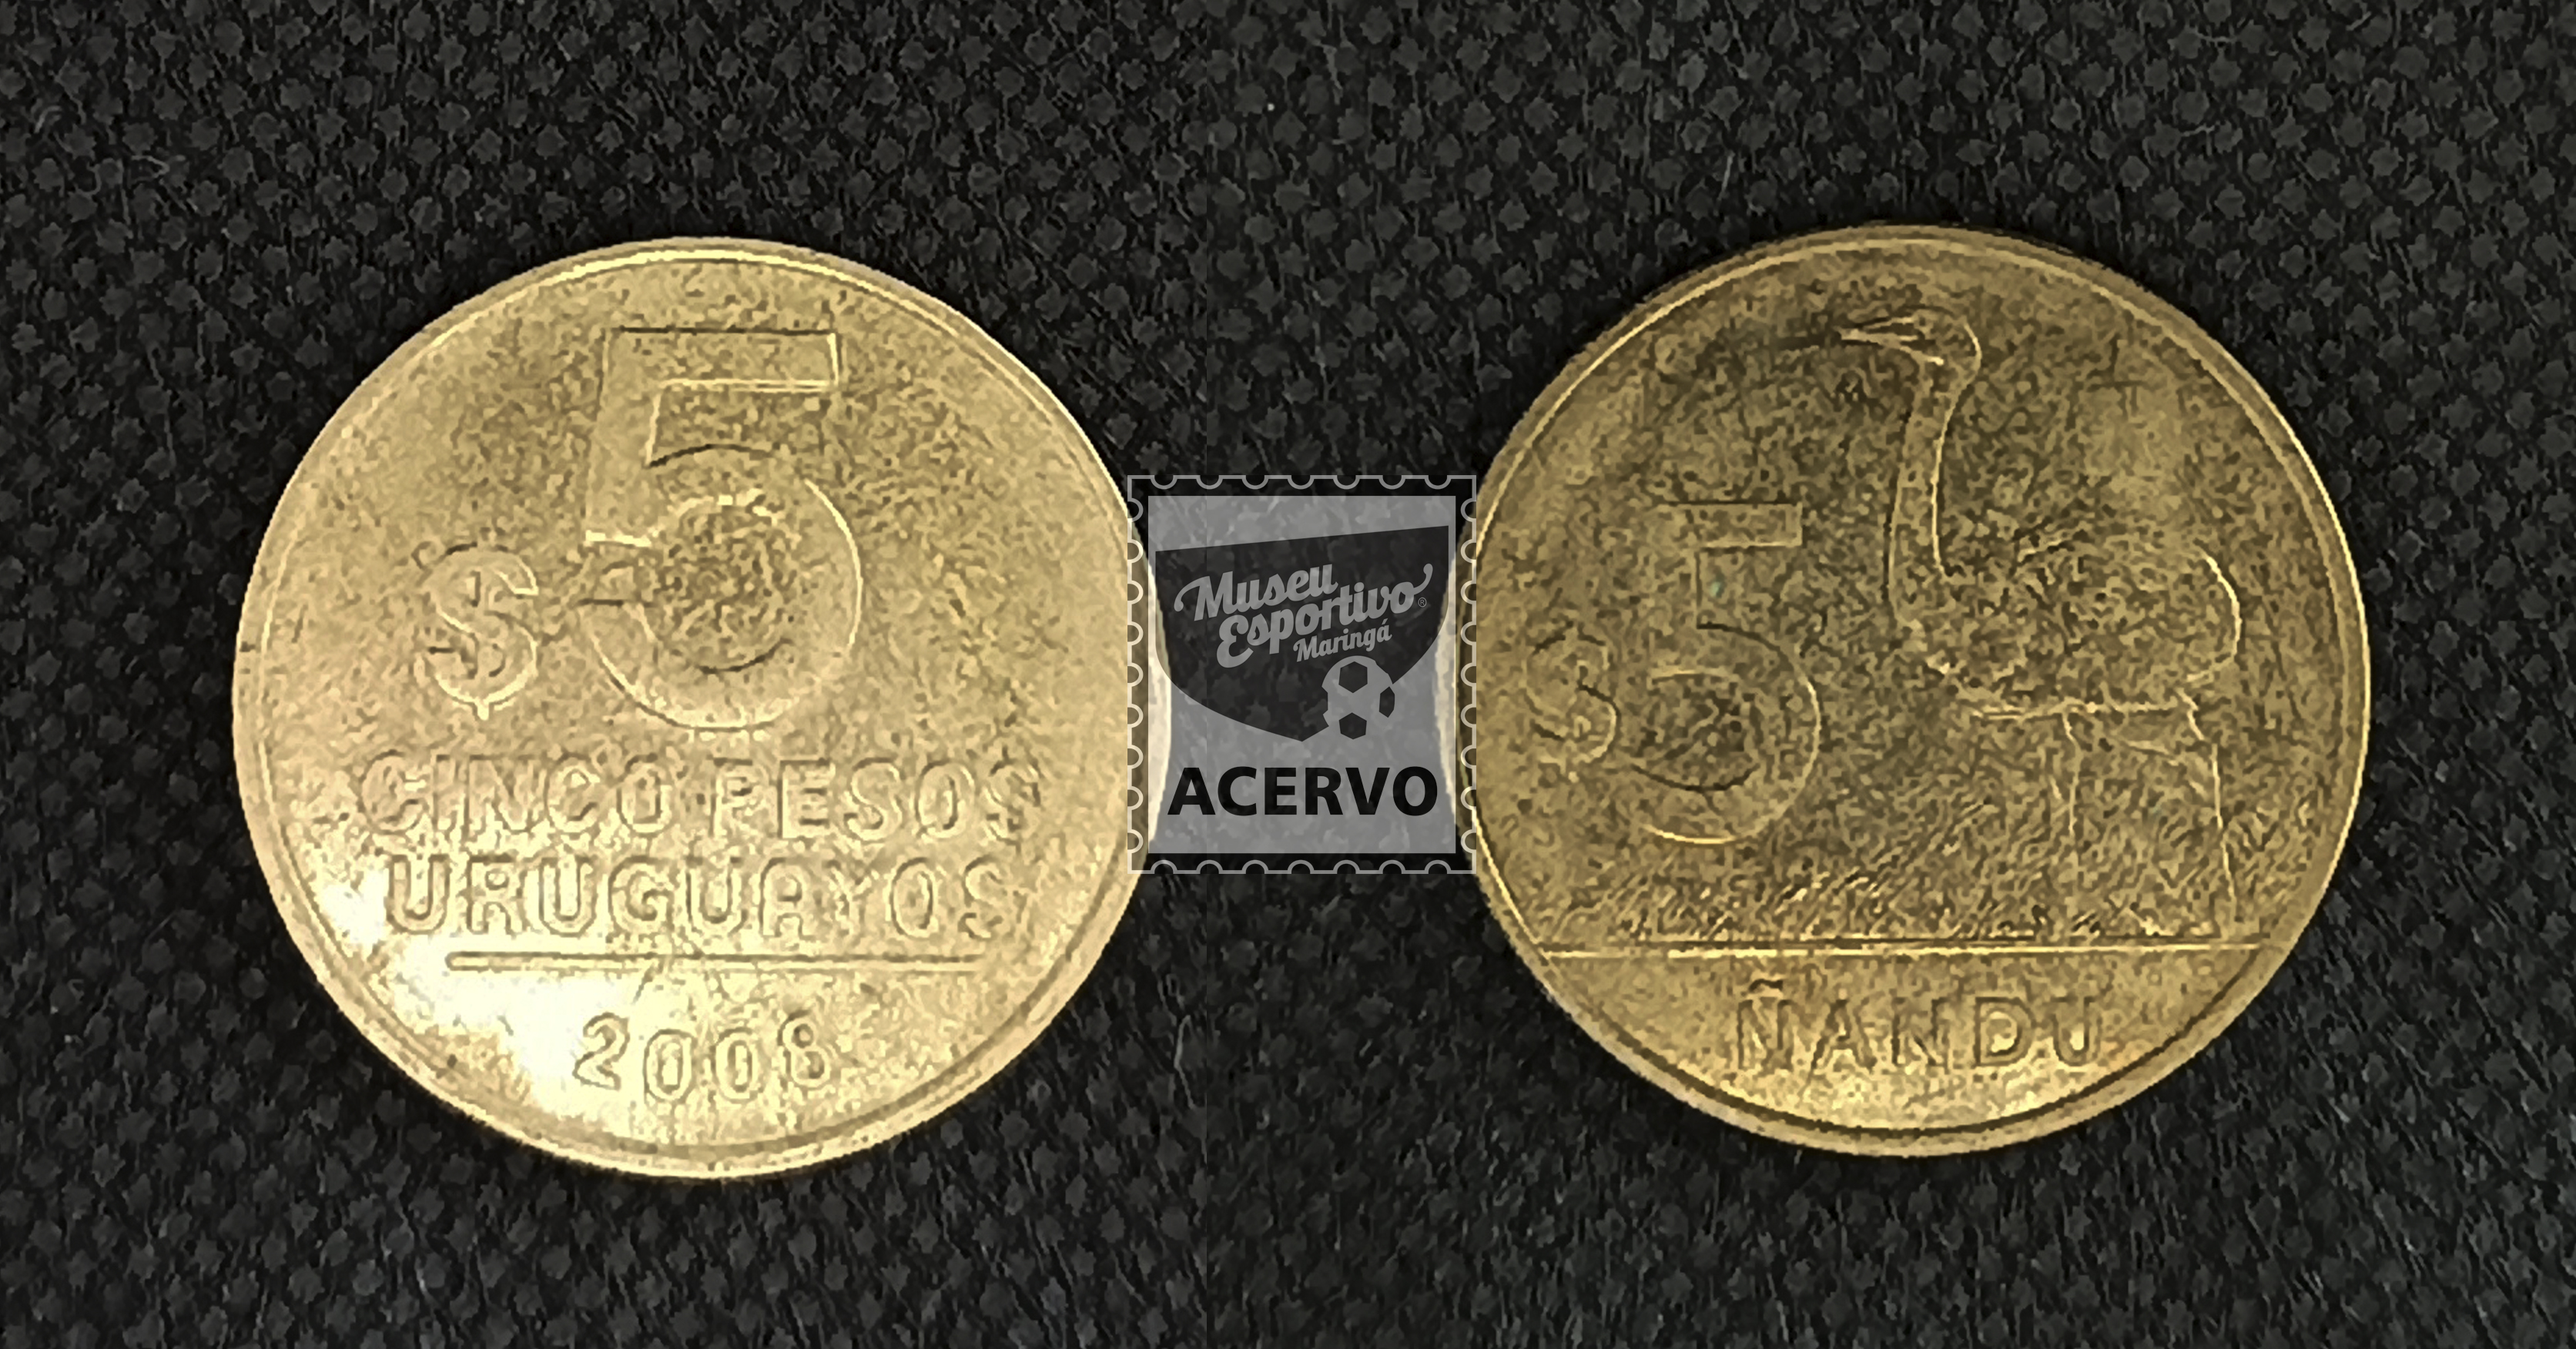 $ 5
CINCO PESOS
URUGUAYOS
2008
Museu
Esportivo®
Maringá
ACERVO
$ 5
ÑANDU